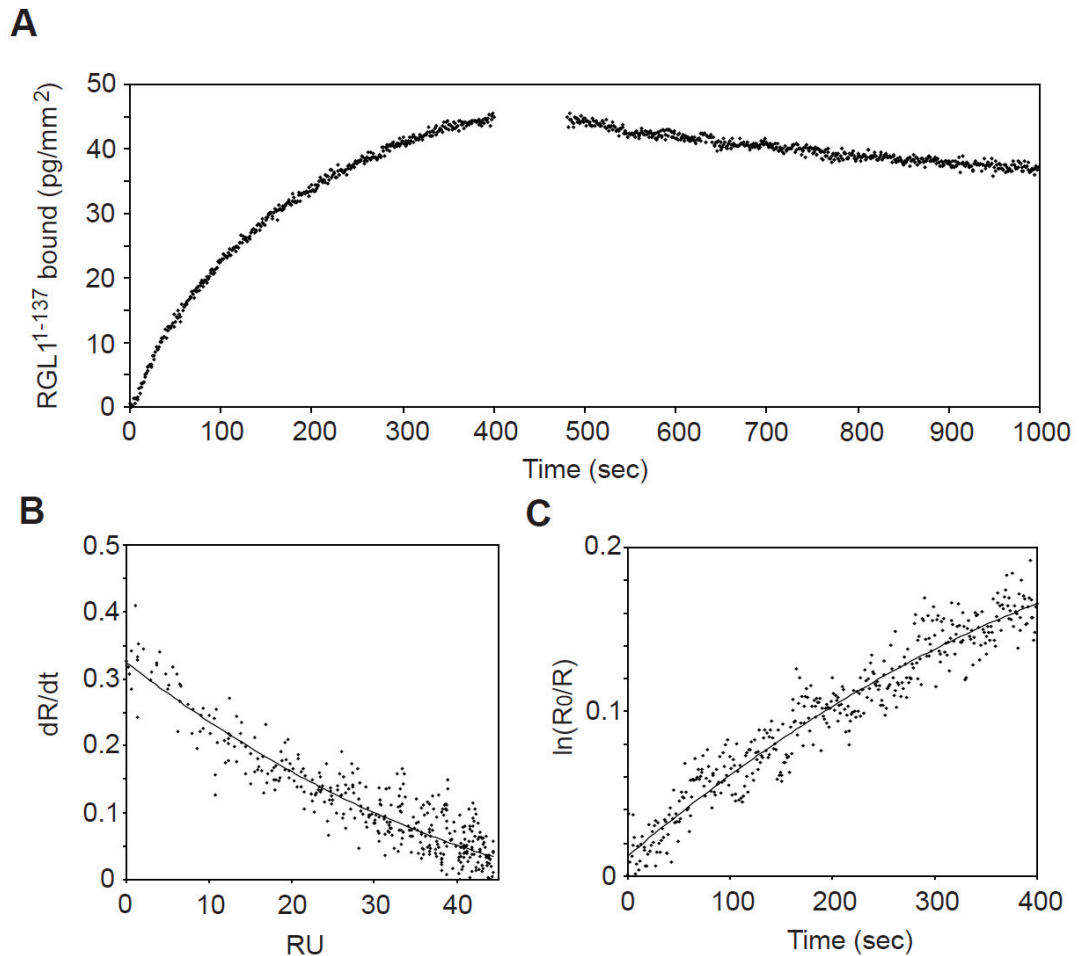 A
RGL1^1-137 bound (pg/mm^2)
50
40
30
20
10
0
0 100 200 300 400 500 600 700 800 900 1000
Time (sec)
B
dR/dt
0.5
0.4
0.3
0.2
0.1
0
0 10 20 30 40
RU
C
ln(R0/R)
0.2
0.1
0
0 100 200 300 400
Time (sec)